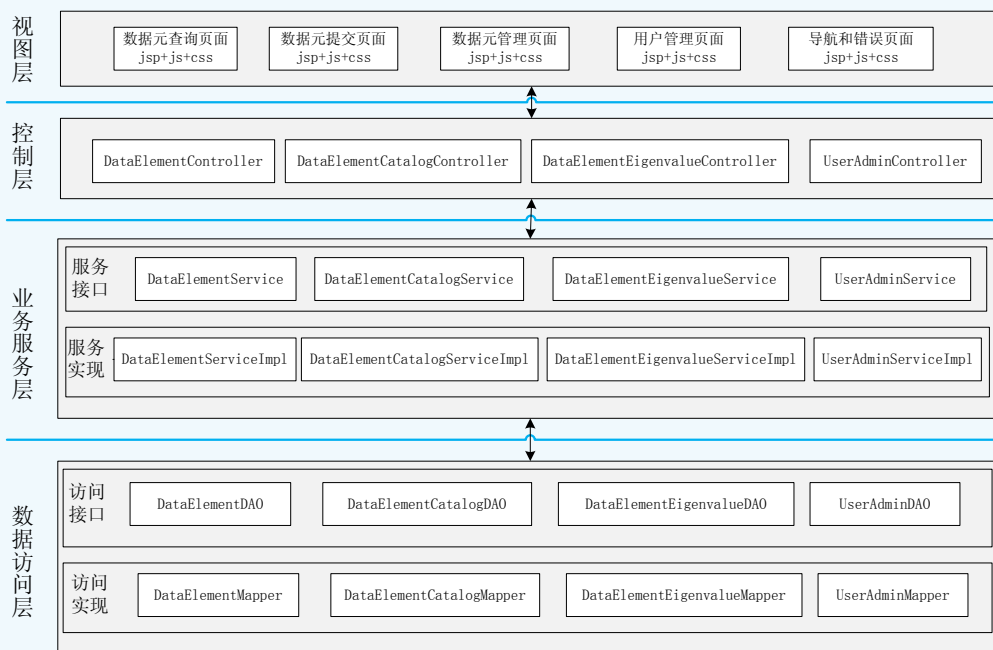 视图层
数据元查询页面
jsp+js+css
数据元提交页面
jsp+js+css
数据元管理页面
jsp+js+css
用户管理页面
jsp+js+css
导航和错误页面
jsp+js+css
控制层
DataElementController
DataElementCatalogController
DataElementEigenvalueController
UserAdminController
业务服务层
服务
接口
DataElementService
DataElementCatalogService
DataElementEigenvalueService
UserAdminService
服务
实现
DataElementServiceImpl
DataElementCatalogServiceImpl
DataElementEigenvalueServiceImpl
UserAdminServiceImpl
数据访问层
访问
接口
DataElementDAO
DataElementCatalogDAO
DataElementEigenvalueDAO
UserAdminDAO
访问
实现
DataElementMapper
DataElementCatalogMapper
DataElementEigenvalueMapper
UserAdminMapper